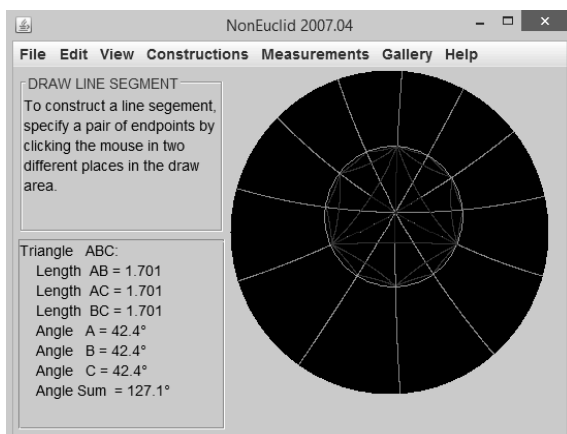 NonEuclid 2007.04
File Edit View Constructions Measurements Gallery Help
DRAW LINE SEGMENT
To construct a line segement,
specify a pair of endpoints by
clicking the mouse in two
different places in the draw
area.
Triangle ABC:
Length AB = 1.701
Length AC = 1.701
Length BC = 1.701
Angle A = 42.4°
Angle B = 42.4°
Angle C = 42.4°
Angle Sum = 127.1°